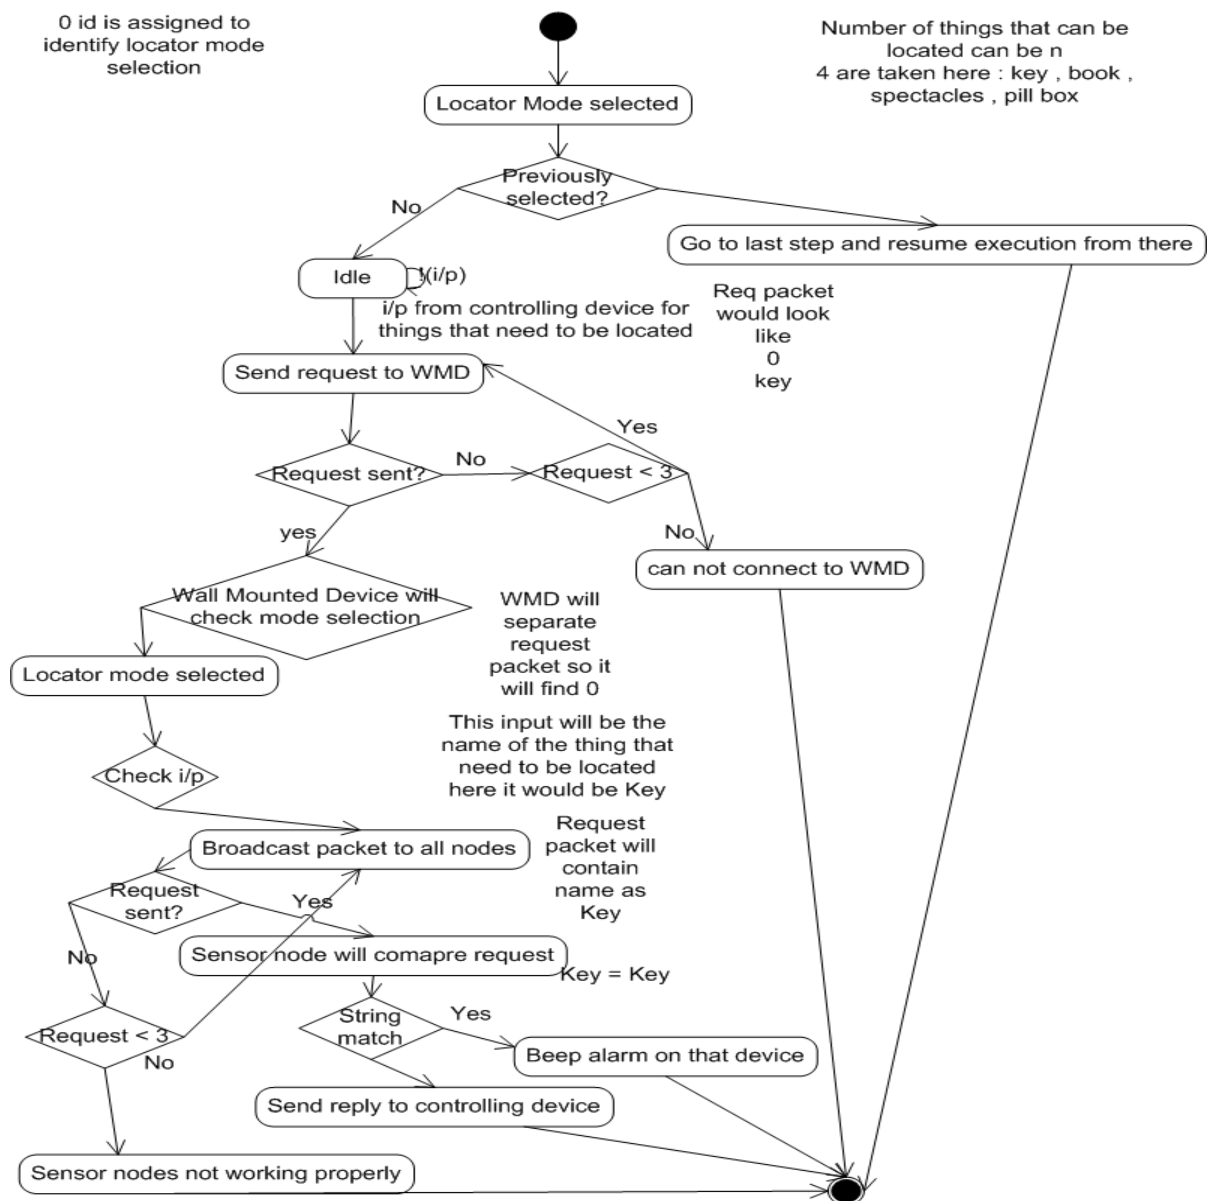 0 id is assigned to
identify locator mode
selection
Number of things that can be
located can be n
4 are taken here : key , book ,
spectacles , pill box
Locator Mode selected
Previously
selected?
No
Go to last step and resume execution from there
Idle
!(i/p)
i/p from controlling device for
things that need to be located
Req packet
would look
like
0
key
Send request to WMD
Yes
Request sent?
No
Request < 3
yes
No
can not connect to WMD
Wall Mounted Device will
check mode selection
WMD will
separate
request
packet so it
will find 0
Locator mode selected
This input will be the
name of the thing that
need to be located
here it would be Key
Check i/p
Request
packet will
contain
name as
Key
Broadcast packet to all nodes
Request
sent?
Yes
No
Sensor node will comapre request
Key = Key
Request < 3
No
String
match
Yes
Beep alarm on that device
Send reply to controlling device
Sensor nodes not working properly